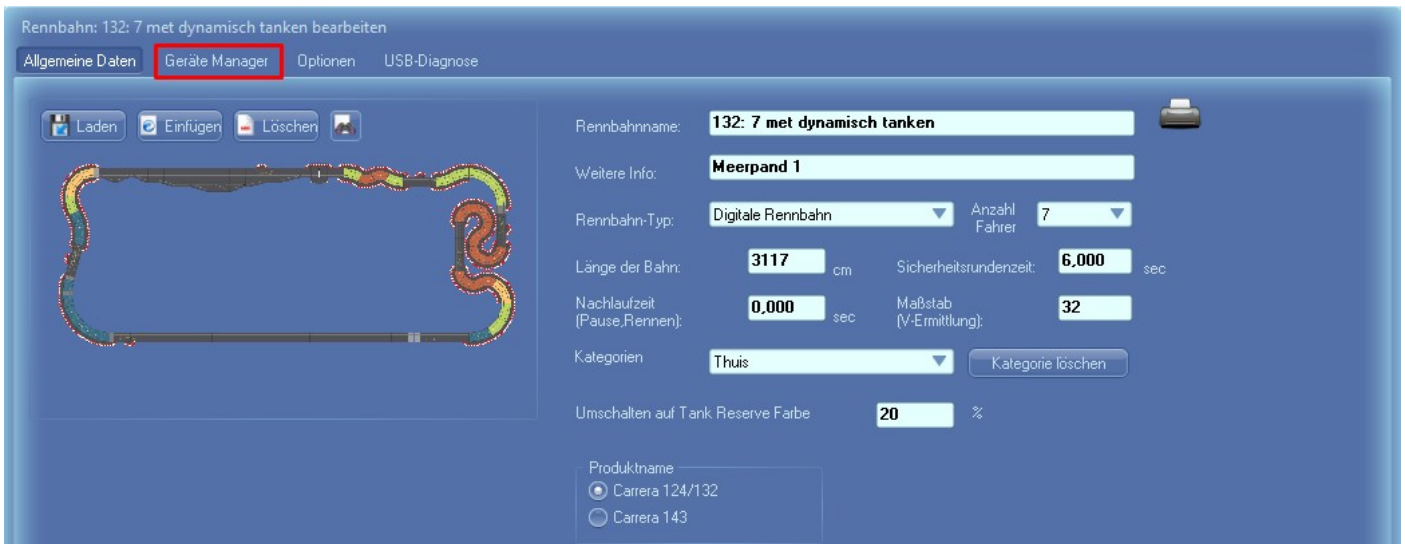 Rennbahn: 132: 7 met dynamisch tanken bearbeiten
Allgemeine Daten Geräte Manager Optionen USB-Diagnose
Laden Einfügen Löschen
Rennbahnname: 132: 7 met dynamisch tanken
Weitere Info: Meerpand 1
Rennbahn-Typ: Digitale Rennbahn Anzahl Fahrer 7
Länge der Bahn: 3117 cm Sicherheitsrundenzeit: 6,000 sec
Nachlaufzeit (Pause,Rennen): 0,000 sec Maßstab (V-Ermittlung): 32
Kategorien Thuis Kategorie löschen
Umschalten auf Tank Reserve Farbe 20 %
Produktname
Carrera 124/132
Carrera 143